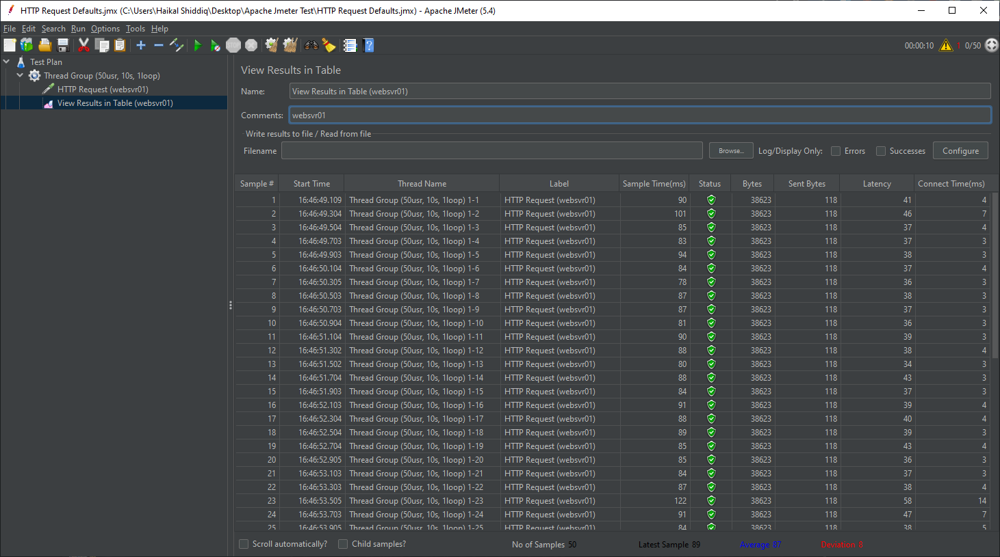 HTTP Request Defaults.jmx (C:\Users\Haikal Shiddiq\Desktop\Apache Jmeter Test\HTTP Request Defaults.jmx) - Apache JMeter (5.4)
File Edit Search Run Options Tools Help
00:00:10 1 0/50
Test Plan
Thread Group (50usr, 10s, 1loop)
HTTP Request (websvr01)
View Results in Table (websvr01)
View Results in Table
Name: View Results in Table (websvr01)
Comments: websvr01
Write results to file / Read from file
Filename Browse... Log/Display Only: Errors Successes Configure
Sample # Start Time Thread Name Label Sample Time(ms) Status Bytes Sent Bytes Latency Connect Time(ms)
1 16:46:49.109 Thread Group (50usr, 10s, 1loop) 1-1 HTTP Request (websvr01) 90 38623 118 41 4
2 16:46:49.304 Thread Group (50usr, 10s, 1loop) 1-2 HTTP Request (websvr01) 101 38623 118 46 7
3 16:46:49.504 Thread Group (50usr, 10s, 1loop) 1-3 HTTP Request (websvr01) 85 38623 118 37 4
4 16:46:49.703 Thread Group (50usr, 10s, 1loop) 1-4 HTTP Request (websvr01) 83 38623 118 37 3
5 16:46:49.903 Thread Group (50usr, 10s, 1loop) 1-5 HTTP Request (websvr01) 94 38623 118 38 3
6 16:46:50.104 Thread Group (50usr, 10s, 1loop) 1-6 HTTP Request (websvr01) 84 38623 118 37 4
7 16:46:50.305 Thread Group (50usr, 10s, 1loop) 1-7 HTTP Request (websvr01) 78 38623 118 36 3
8 16:46:50.503 Thread Group (50usr, 10s, 1loop) 1-8 HTTP Request (websvr01) 87 38623 118 38 3
9 16:46:50.703 Thread Group (50usr, 10s, 1loop) 1-9 HTTP Request (websvr01) 87 38623 118 37 3
10 16:46:50.904 Thread Group (50usr, 10s, 1loop) 1-10 HTTP Request (websvr01) 81 38623 118 36 3
11 16:46:51.104 Thread Group (50usr, 10s, 1loop) 1-11 HTTP Request (websvr01) 90 38623 118 39 3
12 16:46:51.302 Thread Group (50usr, 10s, 1loop) 1-12 HTTP Request (websvr01) 88 38623 118 38 4
13 16:46:51.502 Thread Group (50usr, 10s, 1loop) 1-13 HTTP Request (websvr01) 80 38623 118 34 3
14 16:46:51.704 Thread Group (50usr, 10s, 1loop) 1-14 HTTP Request (websvr01) 88 38623 118 43 3
15 16:46:51.903 Thread Group (50usr, 10s, 1loop) 1-15 HTTP Request (websvr01) 84 38623 118 37 3
16 16:46:52.103 Thread Group (50usr, 10s, 1loop) 1-16 HTTP Request (websvr01) 91 38623 118 39 4
17 16:46:52.304 Thread Group (50usr, 10s, 1loop) 1-17 HTTP Request (websvr01) 88 38623 118 40 4
18 16:46:52.504 Thread Group (50usr, 10s, 1loop) 1-18 HTTP Request (websvr01) 89 38623 118 39 3
19 16:46:52.704 Thread Group (50usr, 10s, 1loop) 1-19 HTTP Request (websvr01) 85 38623 118 43 4
20 16:46:52.905 Thread Group (50usr, 10s, 1loop) 1-20 HTTP Request (websvr01) 85 38623 118 36 3
21 16:46:53.103 Thread Group (50usr, 10s, 1loop) 1-21 HTTP Request (websvr01) 84 38623 118 37 3
22 16:46:53.303 Thread Group (50usr, 10s, 1loop) 1-22 HTTP Request (websvr01) 87 38623 118 38 4
23 16:46:53.505 Thread Group (50usr, 10s, 1loop) 1-23 HTTP Request (websvr01) 122 38623 118 58 14
24 16:46:53.703 Thread Group (50usr, 10s, 1loop) 1-24 HTTP Request (websvr01) 91 38623 118 47 7
25 16:46:53.905 Thread Group (50usr, 10s, 1loop) 1-25 HTTP Request (websvr01) 84 38623 118 38 5
Scroll automatically? Child samples? No of Samples 50 Latest Sample 89 Average 87 Deviation 8